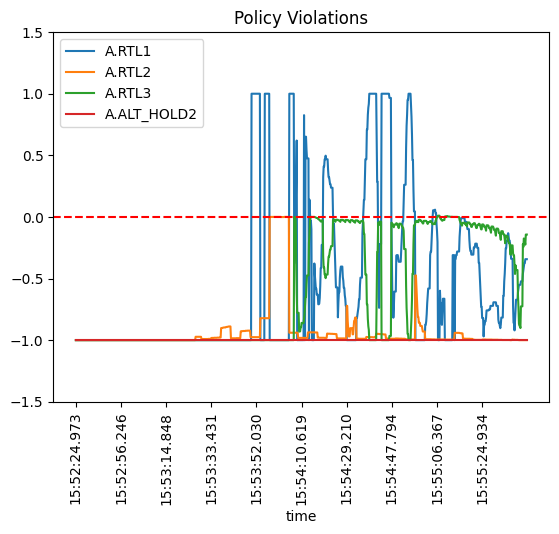 Policy Violations
A.RTL1
A.RTL2
A.RTL3
A.ALT_HOLD2
1.5
1.0
0.5
0.0
−0.5
−1.0
−1.5
15:52:24.973
15:52:56.246
15:53:14.848
15:53:33.431
15:53:52.030
15:54:10.619
15:54:29.210
15:54:47.794
15:55:06.367
15:55:24.934
time